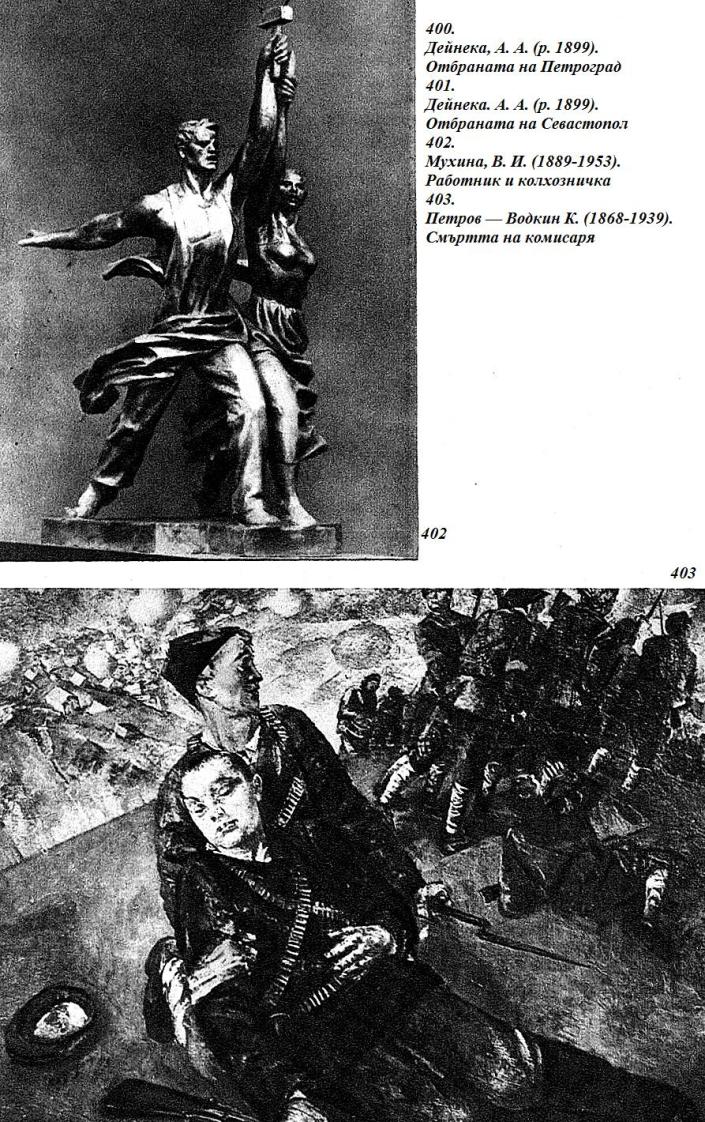 400.
Дейнека, А. А. (р. 1899).
Отбраната на Петроград
401.
Дейнека. А. А. (р. 1899).
Отбраната на Севастопол
402.
Мухина, В. И. (1889-1953).
Работник и колхозничка
403.
Петров — Водкин К. (1868-1939).
Смъртта на комисаря
402
403